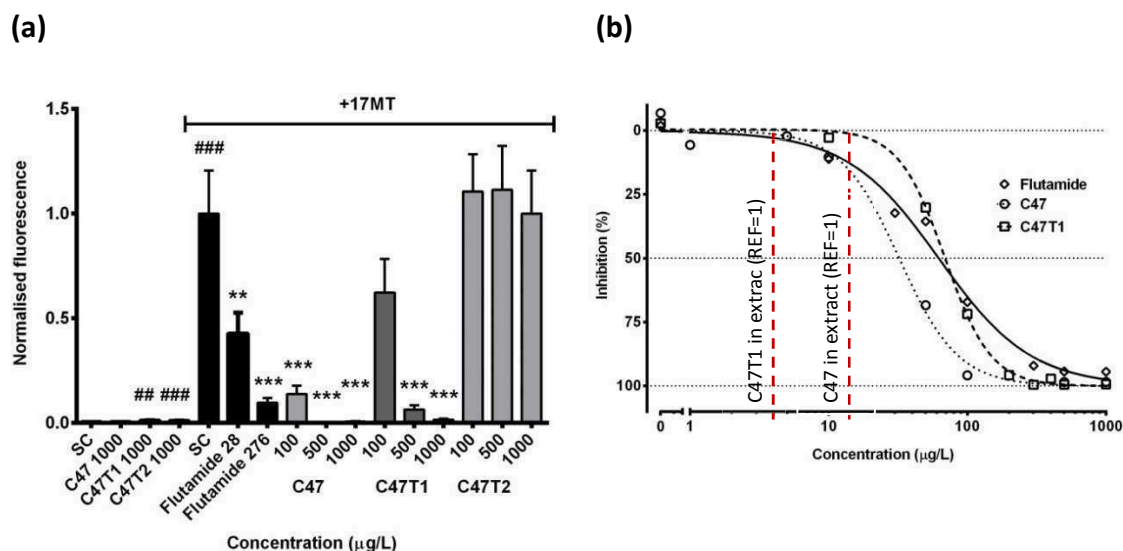 (a)
+17MT
1.5
1.0
0.5
0.0
Normalised fluorescence
###
**
***
***
***
***
##
###
***
***
SC
C47 1000
C47T1 1000
C47T2 1000
SC
Flutamide 28
Flutamide 276
100
500
1000
100
500
1000
100
500
1000
C47
C47T1
C47T2
Concentration (µg/L)
(b)
0
25
50
75
100
Inhibition (%)
C47T1 in extrac (REF=1)
C47 in extract (REF=1)
Flutamide
C47
C47T1
0
1
10
100
1000
Concentration (µg/L)